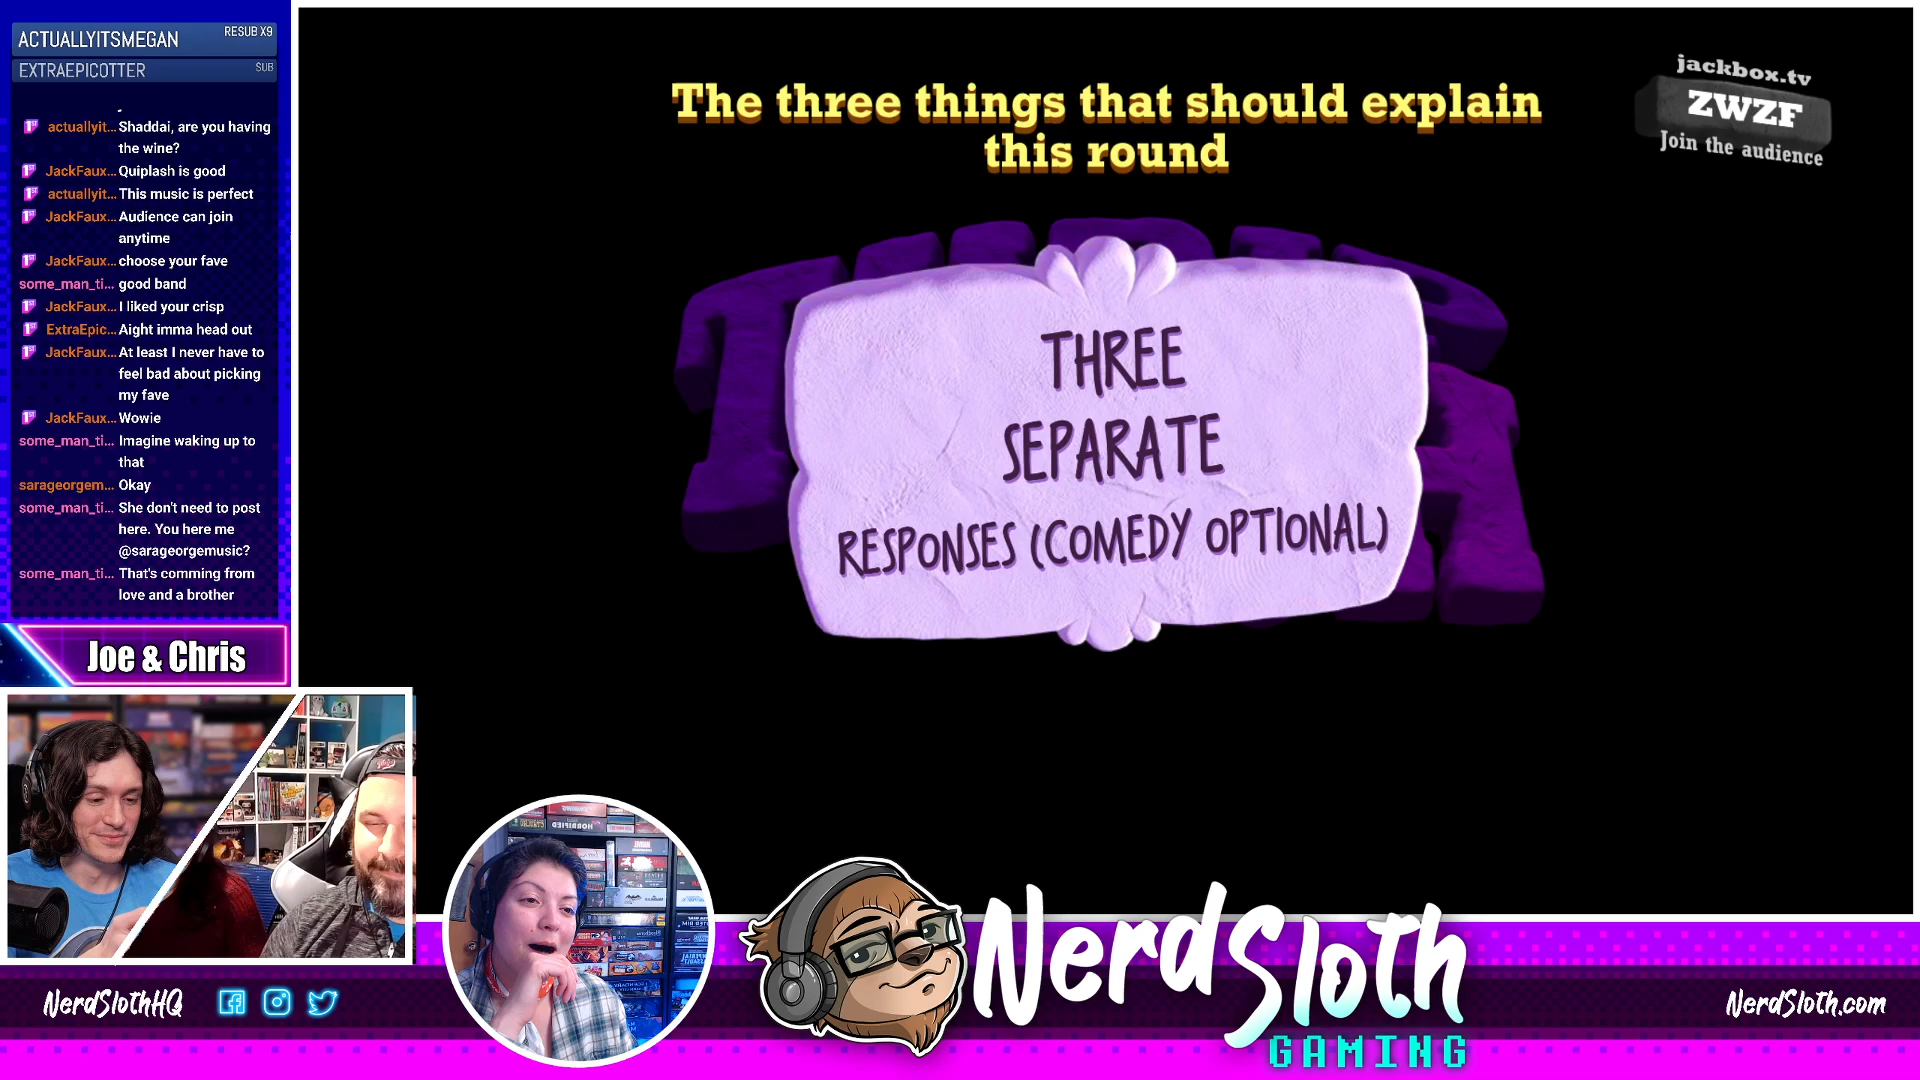 ACTUALLYITSMEGAN RESUB X9
EXTRAEPICOTTER SUB
actuallyit... Shaddai, are you having
the wine?
JackFaux... Quiplash is good
actuallyit... This music is perfect
JackFaux... Audience can join
anytime
JackFaux... choose your fave
some_man_ti... good band
JackFaux... I liked your crisp
ExtraEpic... Aight imma head out
JackFaux... At least I never have to
feel bad about picking
my fave
JackFaux... Wowie
some_man_ti... Imagine waking up to
that
sarageorgem... Okay
some_man_ti... She don't need to post
here. You here me
@sarageorgemusic?
some_man_ti... That's comming from
love and a brother
Joe & Chris
The three things that should explain
this round
jackbox.tv
ZWZF
Join the audience
THREE
SEPARATE
RESPONSES (COMEDY OPTIONAL)
HORRIFIED
NerdSlothHQ
NerdSloth
GAMING
NerdSloth.com